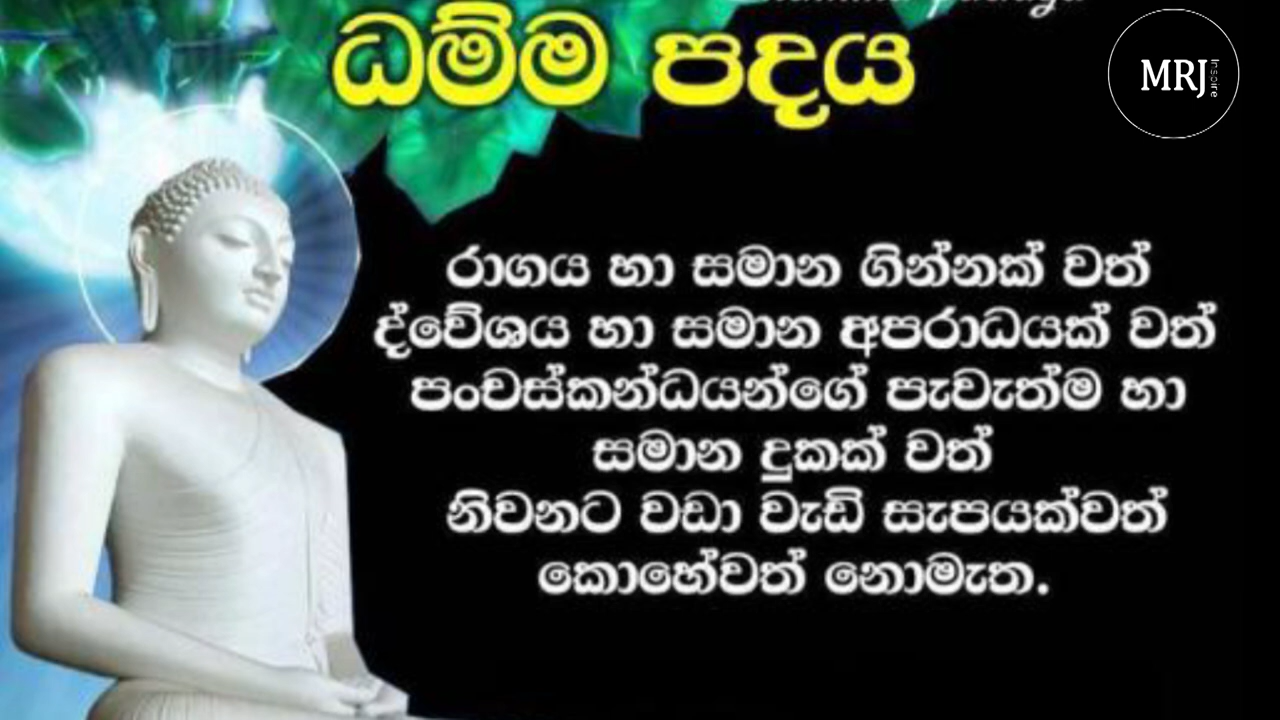 ධම්ම පදය
MRJ
Inspire
රාගය හා සමාන ගින්නක් වත්
ද්වේශය හා සමාන අපරාධයක් වත්
පංචස්කන්ධයන්ගේ පැවැත්ම හා
සමාන දුකක් වත්
නිවනට වඩා වැඩි සැපයක්වත්
කොහේවත් නොමැත.